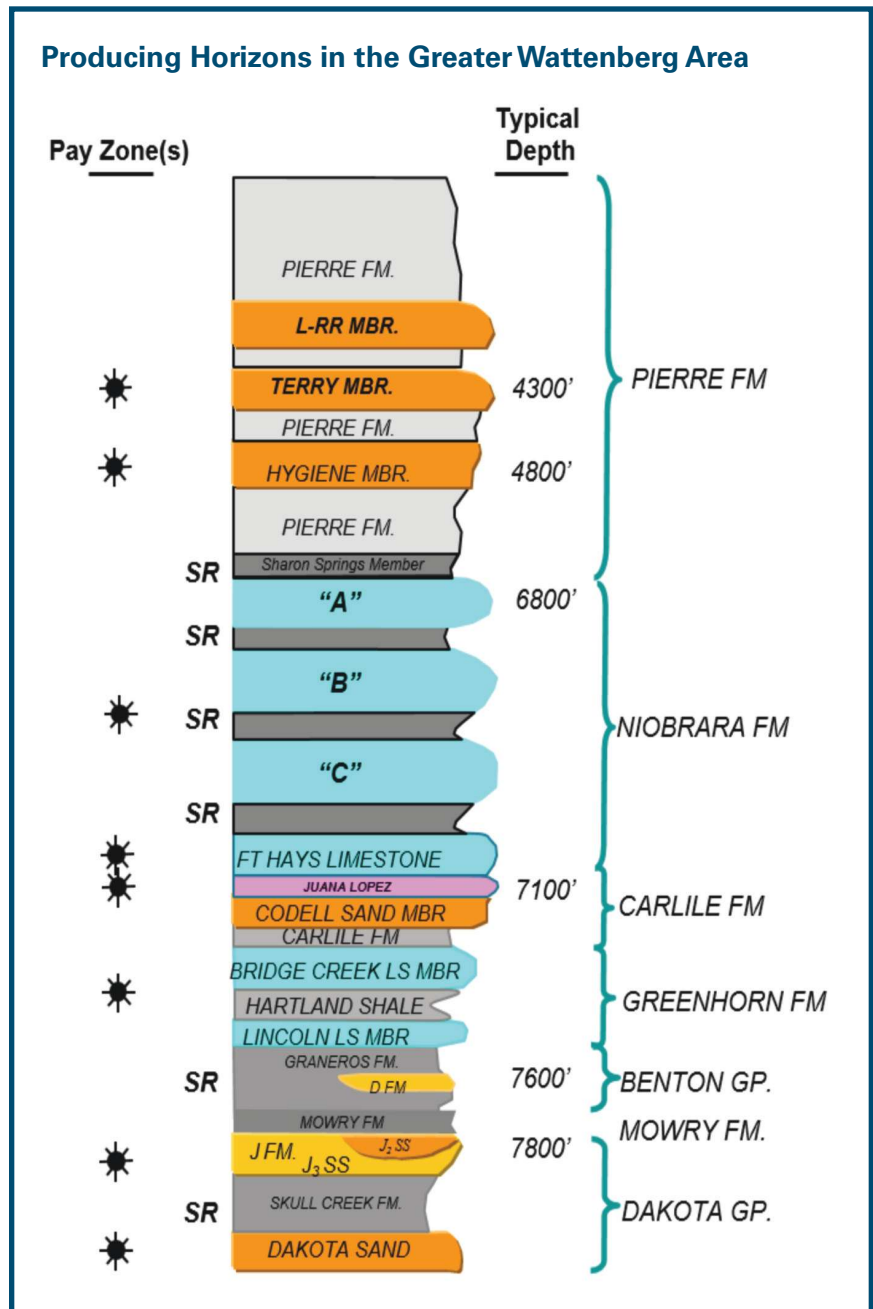 Producing Horizons in the Greater Wattenberg Area
Pay Zone(s)
Typical
Depth
PIERRE FM.
L-RR MBR.
TERRY MBR.
4300’
PIERRE FM
PIERRE FM.
HYGIENE MBR.
4800’
PIERRE FM.
SR
Sharon Springs Member
“A”
6800’
SR
“B”
SR
NIOBRARA FM
“C”
SR
FT HAYS LIMESTONE
JUANA LOPEZ
7100’
CODELL SAND MBR
CARLILE FM
CARLILE FM
BRIDGE CREEK LS MBR
HARTLAND SHALE
GREENHORN FM
LINCOLN LS MBR
GRANEROS FM.
SR
D FM
7600’
BENTON GP.
MOWRY FM
MOWRY FM.
J FM.
J₂ SS
7800’
J₃ SS
SKULL CREEK FM.
SR
DAKOTA GP.
DAKOTA SAND